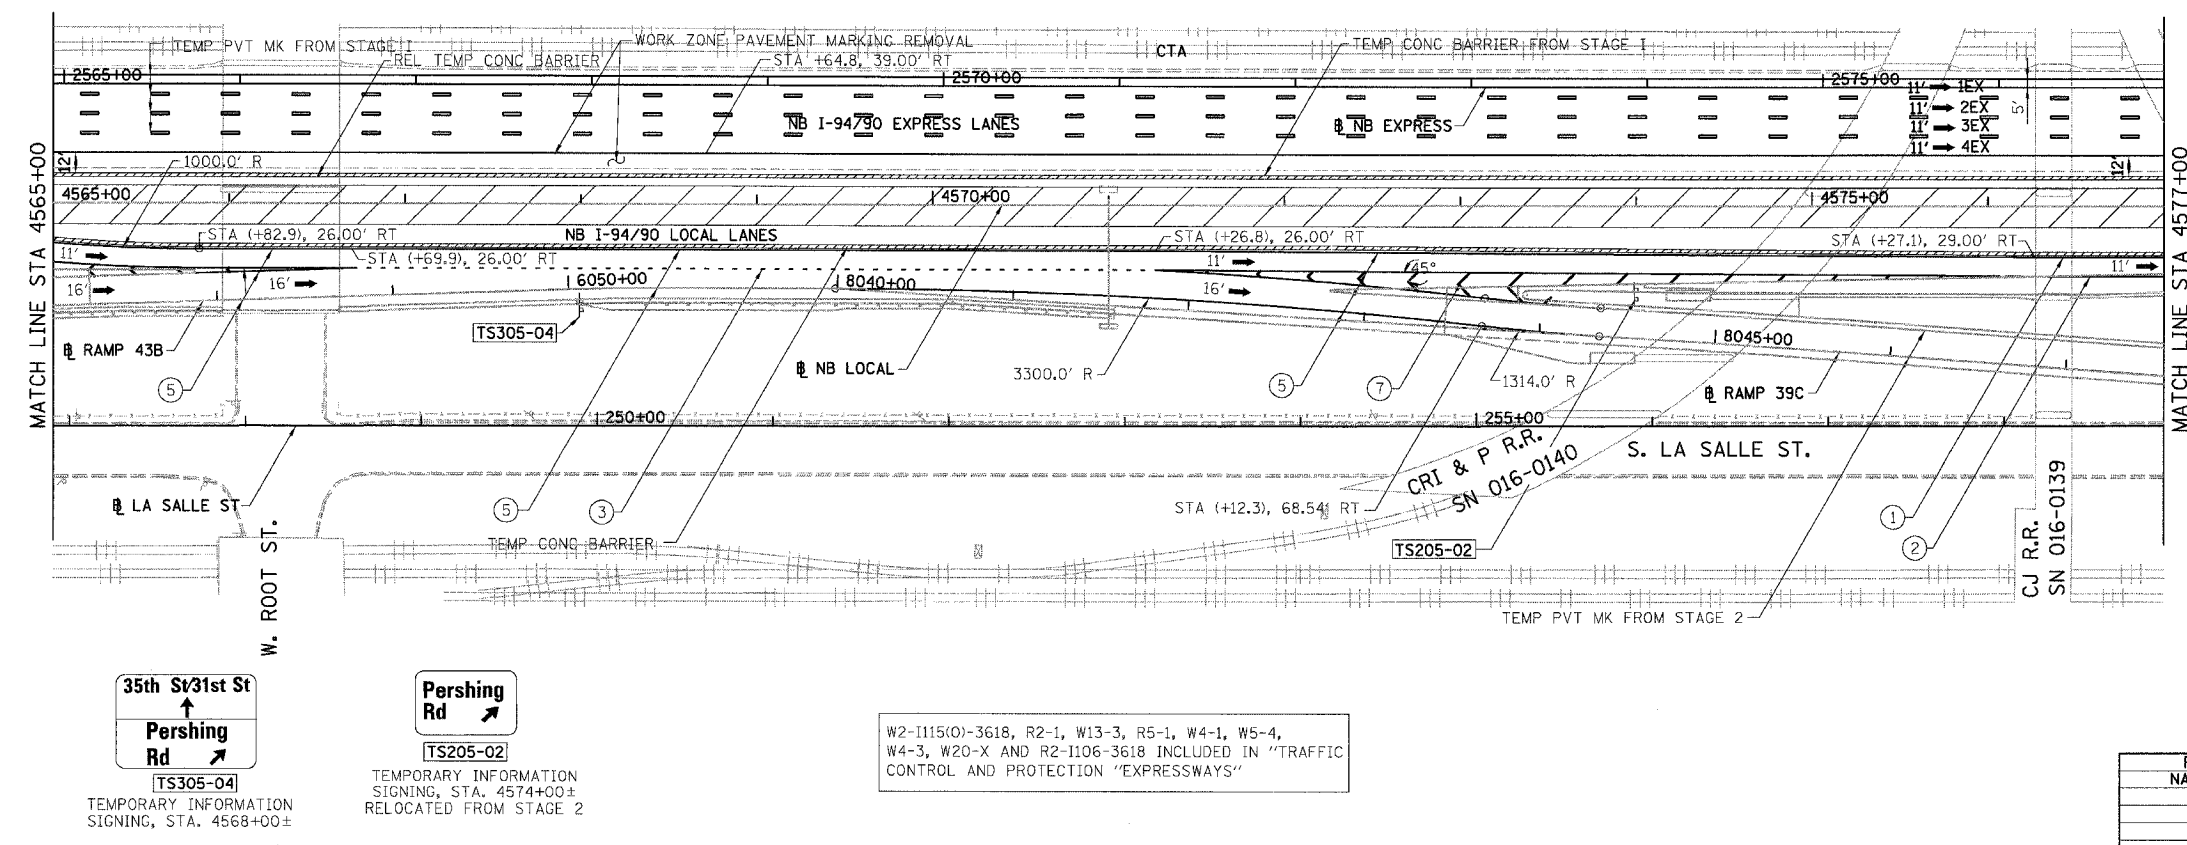 TEMP PVT MK FROM STAGE I
WORK ZONE PAVEMENT MARKING REMOVAL
CTA
TEMP CONC BARRIER FROM STAGE I
REL TEMP CONC BARRIER
STA +64.8, 39.00' RT
2565+00
2570+00
2575+00
11' 1EX
11' 2EX
11' 3EX
11' 4EX
5'
NB I-94/90 EXPRESS LANES
B NB EXPRESS
MATCH LINE STA 4565+00
MATCH LINE STA 4577+00
12'
1000.0' R
12'
4565+00
4570+00
4575+00
STA (+82.9), 26.00' RT
NB I-94/90 LOCAL LANES
STA (+26.8), 26.00' RT
STA (+27.1), 29.00' RT
11'
STA (+69.9), 26.00' RT
11'
45°
11'
16'
16'
6050+00
8040+00
16'
TS305-04
8045+00
B RAMP 43B
B NB LOCAL
3300.0' R
5
5
7
1314.0' R
B RAMP 39C
250+00
255+00
S. LA SALLE ST.
CRI & P R.R.
SN 016-0140
B LA SALLE ST
5
3
STA (+12.3), 68.54' RT
1
2
TEMP CONC BARRIER
TS205-02
W. ROOT ST.
CJ R.R.
SN 016-0139
TEMP PVT MK FROM STAGE 2
35th St/31st St
Pershing
Rd
TS305-04
TEMPORARY INFORMATION
SIGNING, STA. 4568+00±
Pershing
Rd
TS205-02
TEMPORARY INFORMATION
SIGNING, STA. 4574+00±
RELOCATED FROM STAGE 2
W2-I115(O)-3618, R2-1, W13-3, R5-1, W4-1, W5-4,
W4-3, W20-X AND R2-I106-3618 INCLUDED IN "TRAFFIC
CONTROL AND PROTECTION "EXPRESSWAYS"